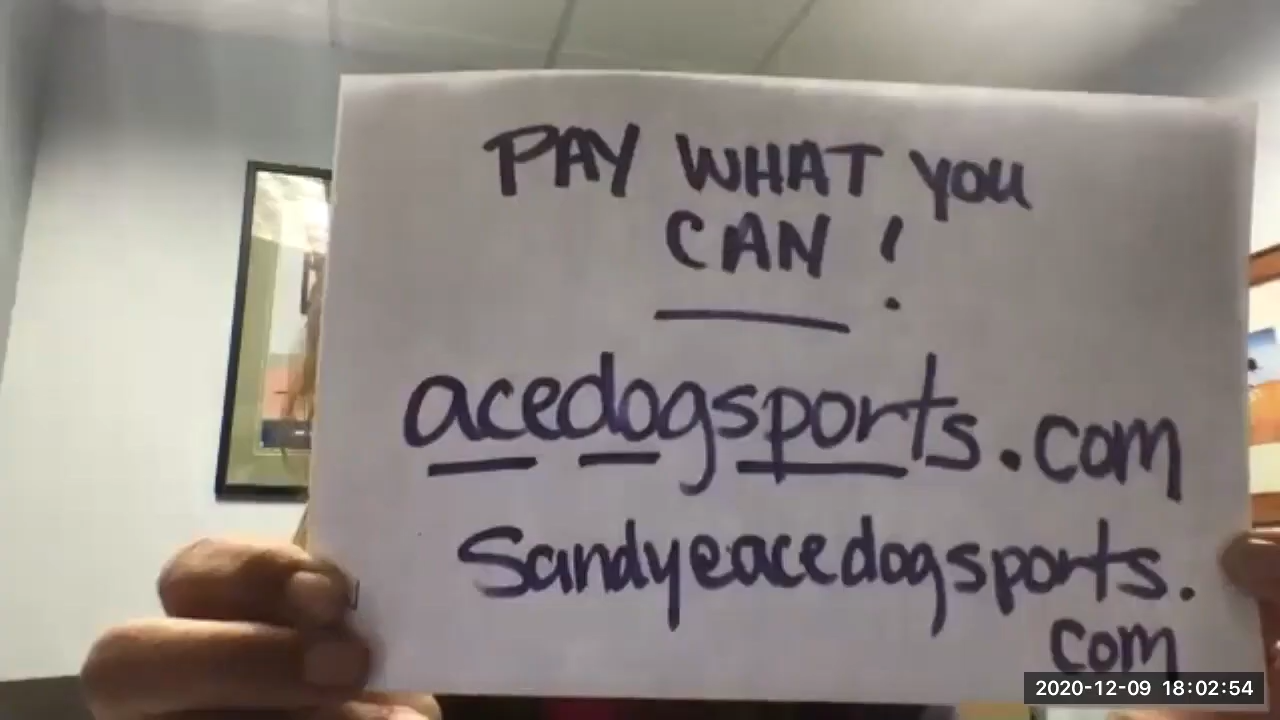 PAY WHAT YOU
CAN!
acedogsports.com
Sandyeacedogsports.
com
2020-12-09 18:02:54